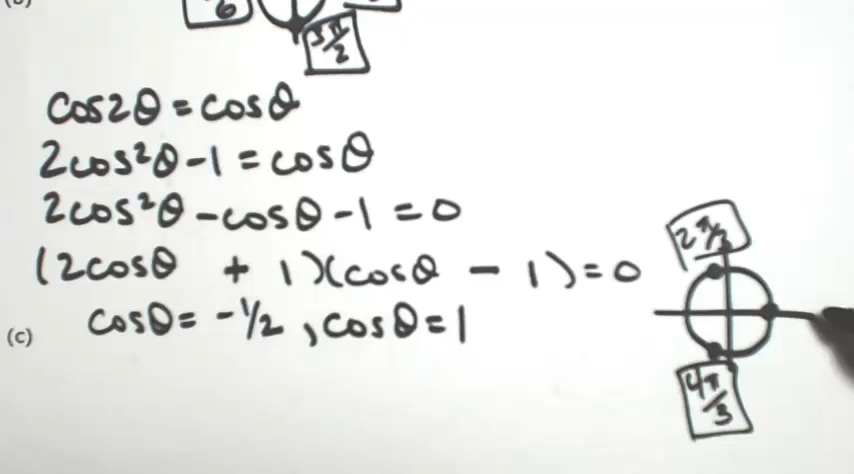 (b)
6
3π/2
cos2θ = cosθ
2cos²θ - 1 = cosθ
2cos²θ - cosθ - 1 = 0
(2cosθ + 1)(cosθ - 1) = 0
2π/3
(c) cosθ = -1/2, cosθ = 1
4π/3